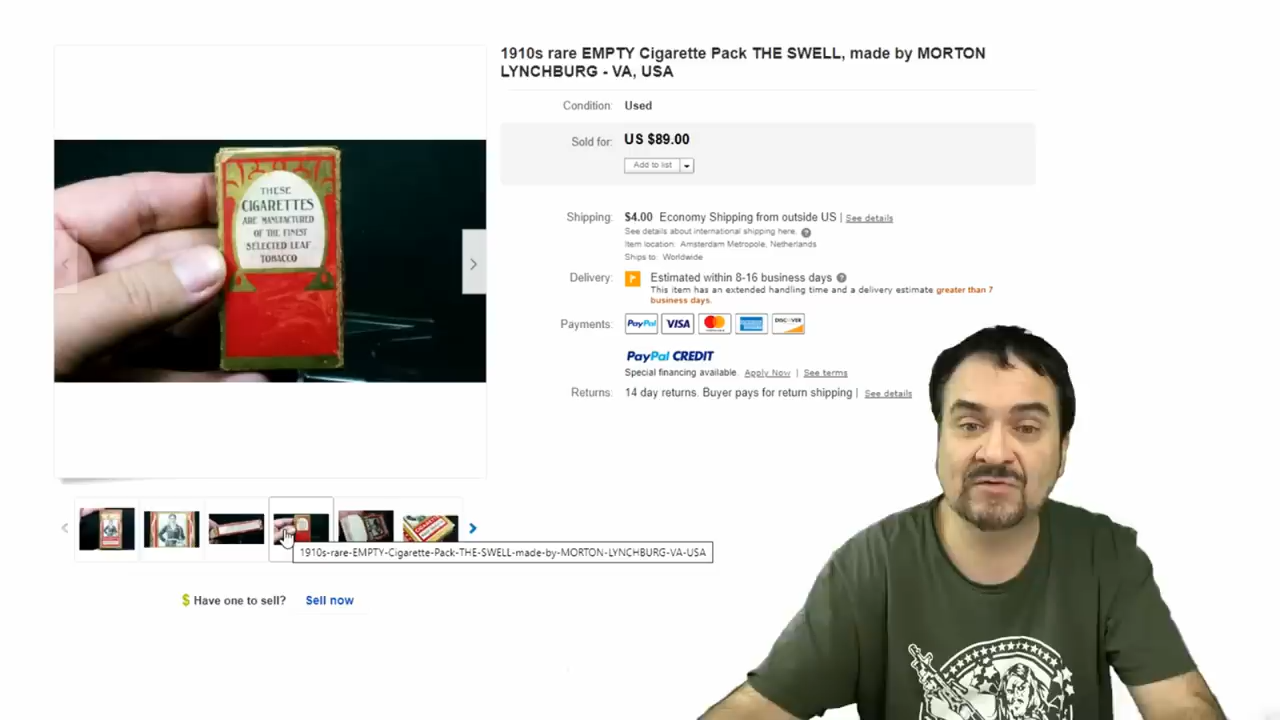 1910s rare EMPTY Cigarette Pack THE SWELL, made by MORTON
LYNCHBURG - VA, USA
Condition: Used
Sold for: US $89.00
Add to list
Shipping: $4.00 Economy Shipping from outside US | See details
See details about international shipping here.
Item location: Amsterdam Metropole, Netherlands
Ships to: Worldwide
Delivery: Estimated within 8-16 business days
This item has an extended handling time and a delivery estimate greater than 7
business days.
Payments: PayPal VISA MasterCard AMERICAN EXPRESS DISCOVER
PayPal CREDIT
Special financing available. Apply Now | See terms
Returns: 14 day returns. Buyer pays for return shipping | See details
THESE
CIGARETTES
ARE MANUFACTURED
OF THE FINEST
SELECTED LEAF
TOBACCO
1910s-rare-EMPTY-Cigarette-Pack-THE-SWELL-made-by-MORTON-LYNCHBURG-VA-USA
$ Have one to sell? Sell now